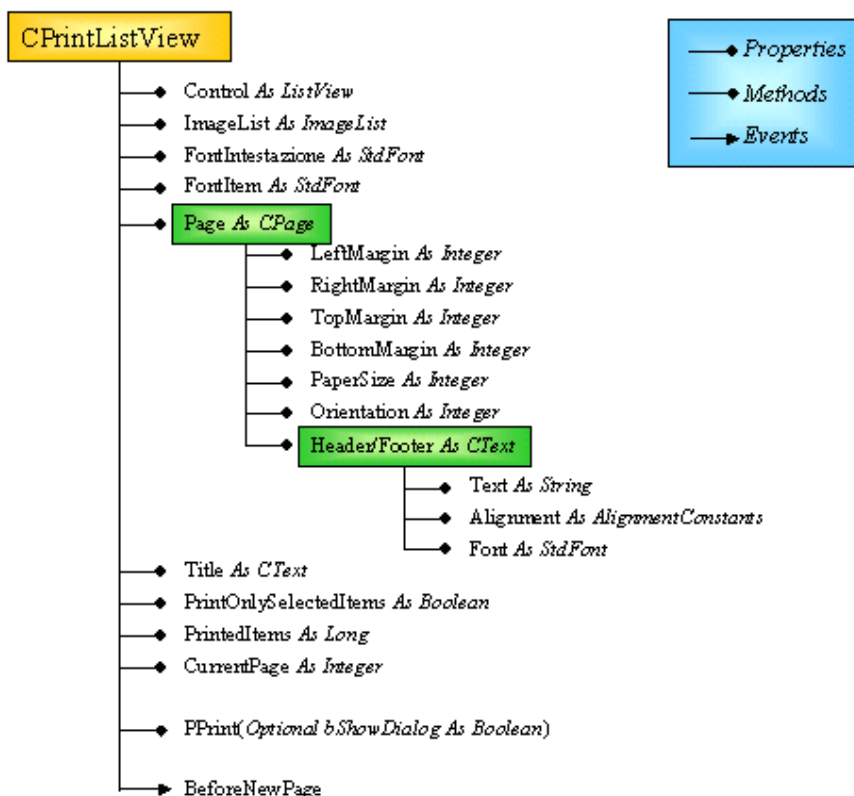 CPrintListView
Properties
Methods
Events
Control As ListView
ImageList As ImageList
FontIntestazione As StdFont
FontItem As StdFont
Page As CPage
LeftMargin As Integer
RightMargin As Integer
TopMargin As Integer
BottomMargin As Integer
PaperSize As Integer
Orientation As Integer
Header/Footer As CText
Text As String
Alignment As AlignmentConstants
Font As StdFont
Title As CText
PrintOnlySelectedItems As Boolean
PrintedItems As Long
CurrentPage As Integer
PPrint(Optional bShowDialog As Boolean)
BeforeNewPage